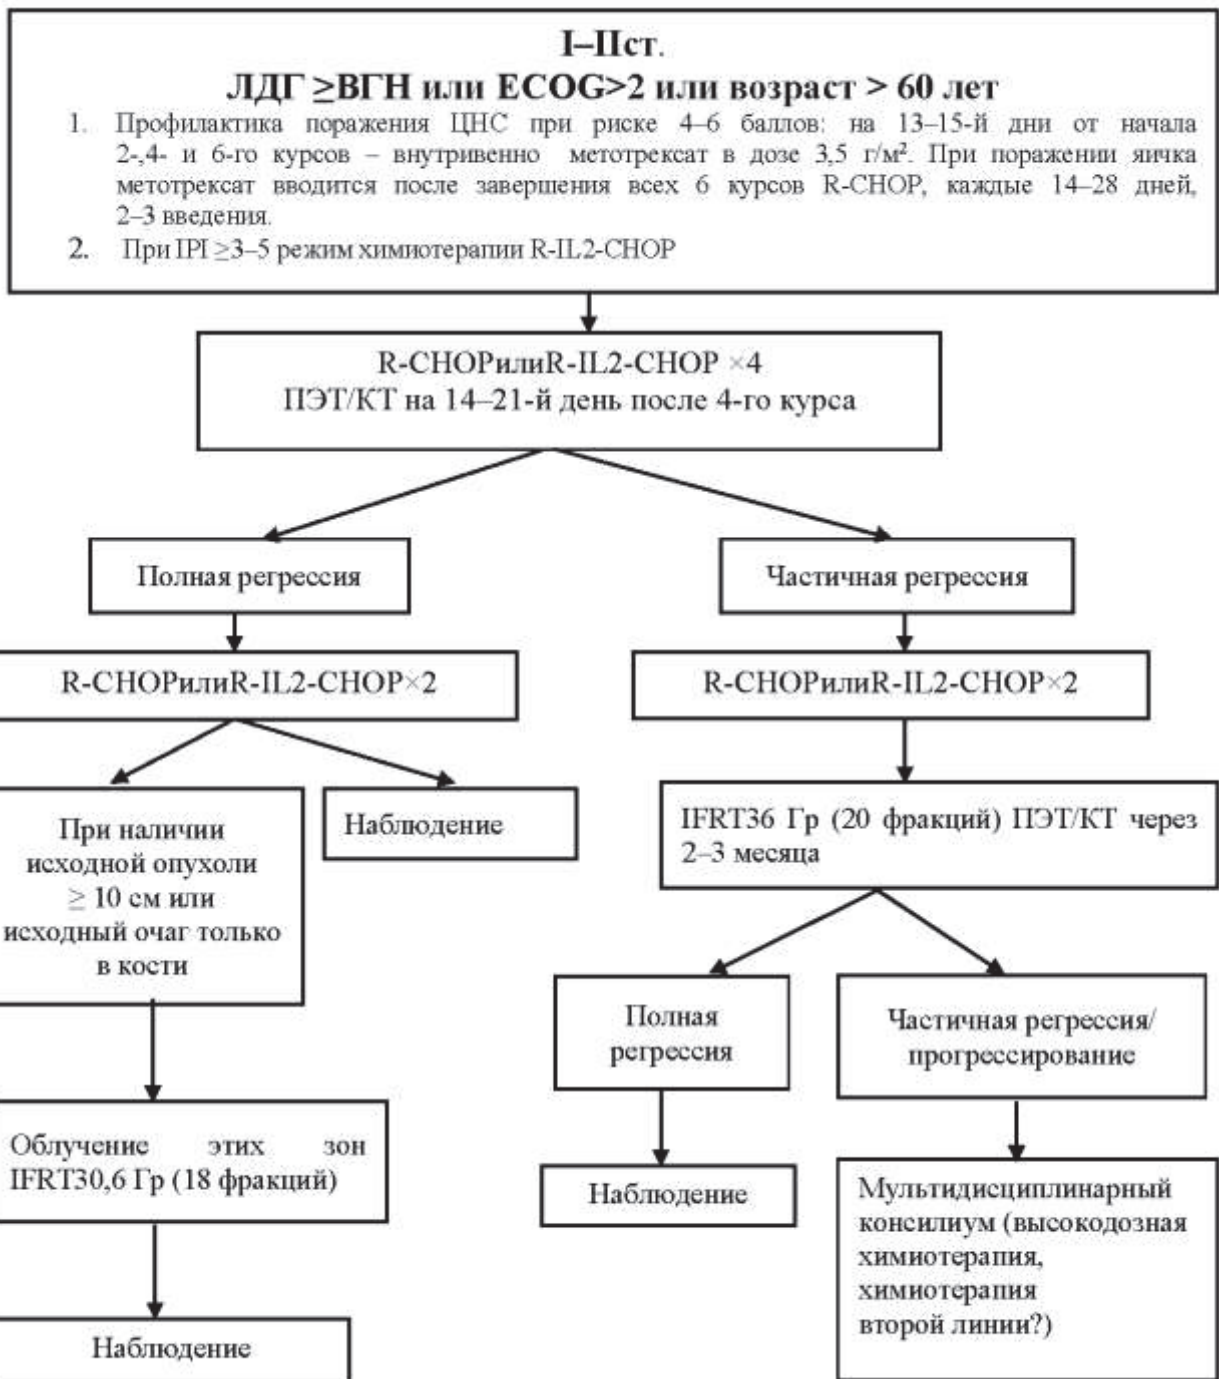 I–IIст.
ЛДГ ≥ВГН или ECOG>2 или возраст > 60 лет
1. Профилактика поражения ЦНС при риске 4–6 баллов: на 13–15-й дни от начала
2-,4- и 6-го курсов – внутривенно метотрексат в дозе 3,5 г/м². При поражении яичка
метотрексат вводится после завершения всех 6 курсов R-CHOP, каждые 14–28 дней,
2–3 введения.
2. При IPI ≥3–5 режим химиотерапии R-IL2-CHOP
R-CHOPилиR-IL2-CHOP ×4
ПЭТ/КТ на 14–21-й день после 4-го курса
Полная регрессия
Частичная регрессия
R-CHOPилиR-IL2-CHOP×2
R-CHOPилиR-IL2-CHOP×2
При наличии
исходной опухоли
≥ 10 см или
исходный очаг только
в кости
Наблюдение
IFRT36 Гр (20 фракций) ПЭТ/КТ через
2–3 месяца
Полная
регрессия
Частичная регрессия/
прогрессирование
Облучение этих зон
IFRT30,6 Гр (18 фракций)
Наблюдение
Мультидисциплинарный
консилиум (высокодозная
химиотерапия,
химиотерапия
второй линии?)
Наблюдение